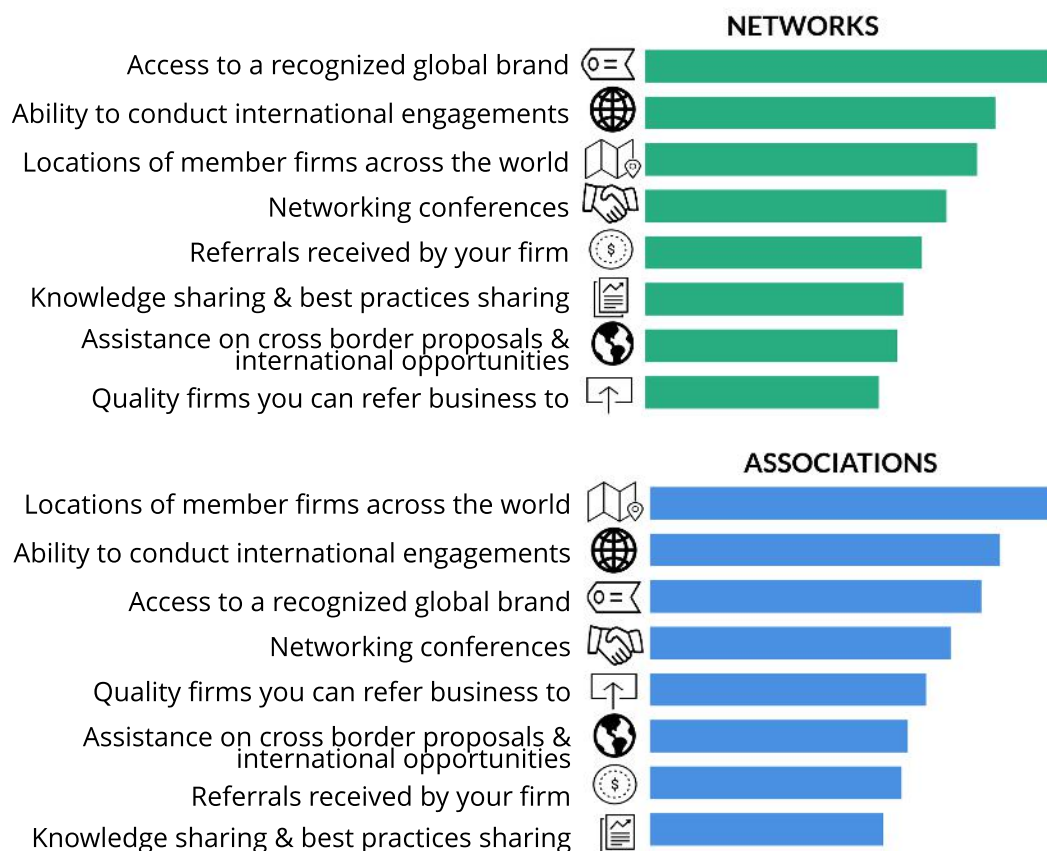 NETWORKS
Access to a recognized global brand
Ability to conduct international engagements
Locations of member firms across the world
Networking conferences
Referrals received by your firm
$
Knowledge sharing & best practices sharing
Assistance on cross border proposals &
international opportunities
Quality firms you can refer business to
ASSOCIATIONS
Locations of member firms across the world
Ability to conduct international engagements
Access to a recognized global brand
Networking conferences
Quality firms you can refer business to
Assistance on cross border proposals &
international opportunities
Referrals received by your firm
$
Knowledge sharing & best practices sharing